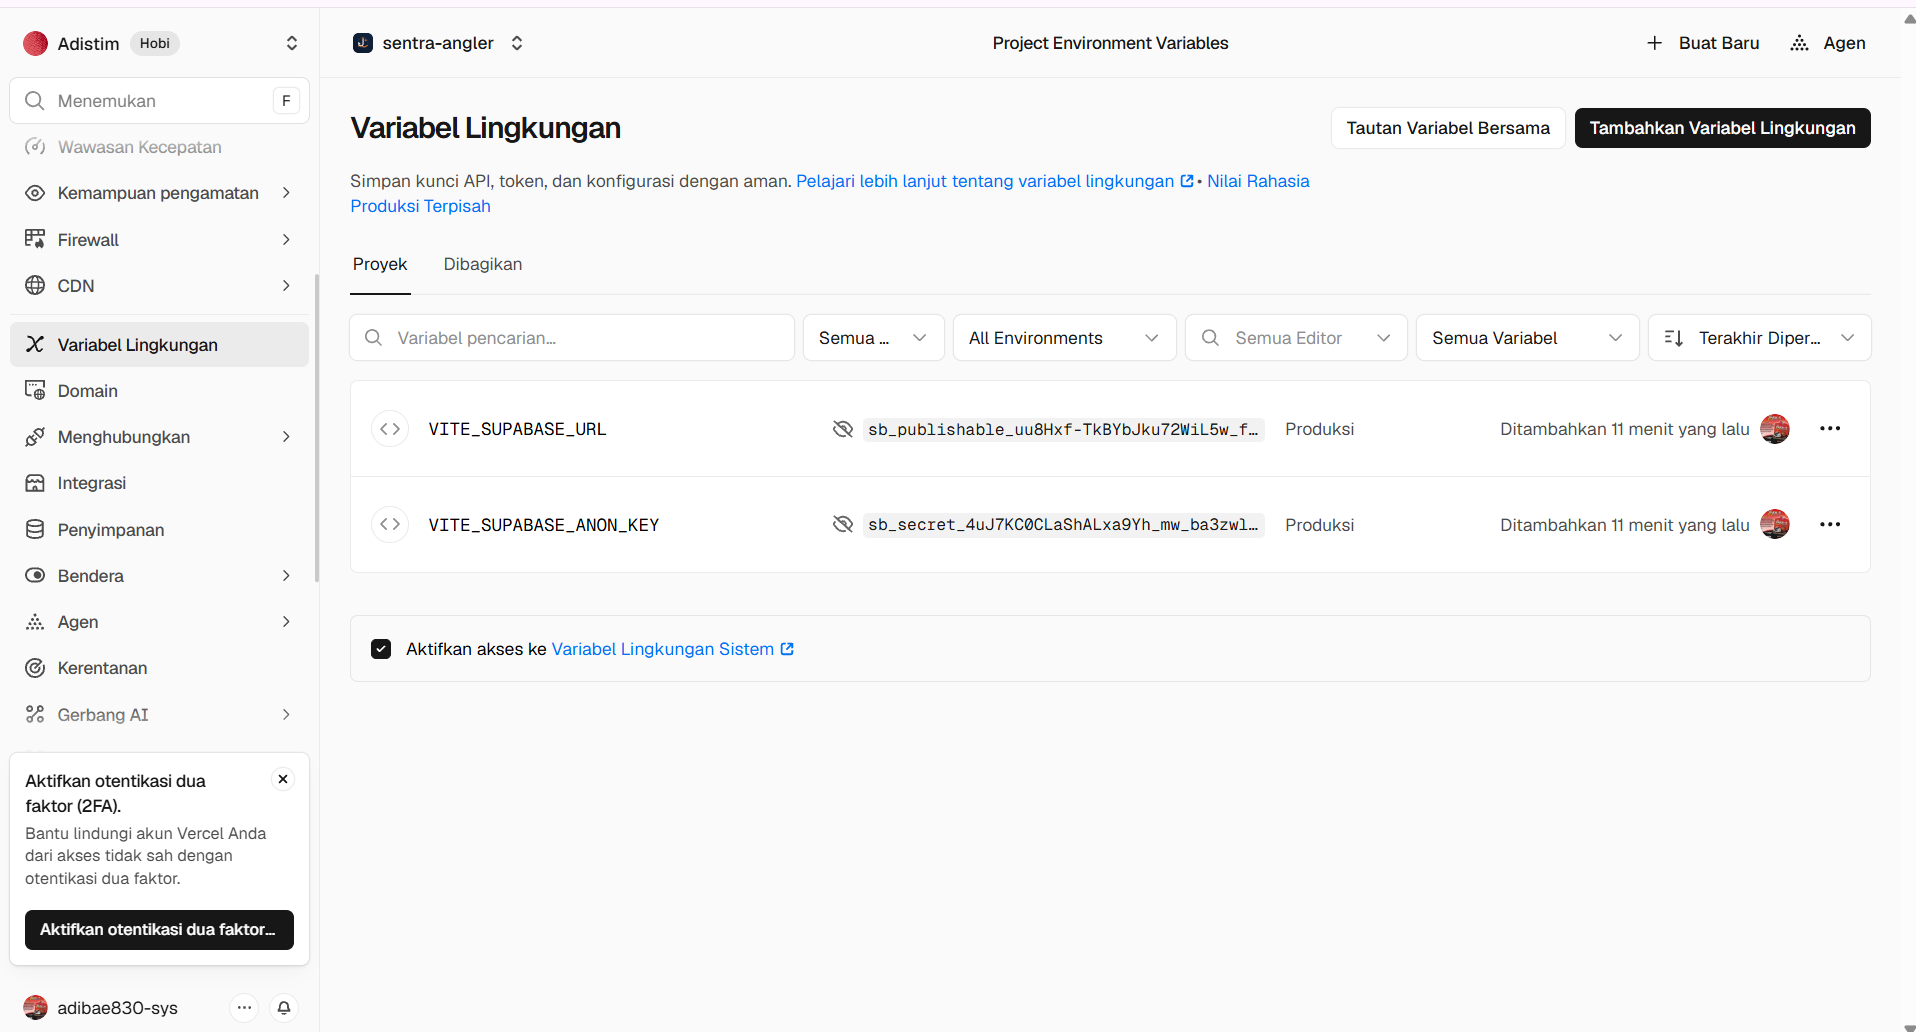 Adistim Hobi
Menemukan F
Wawasan Kecepatan
Kemampuan pengamatan
Firewall
CDN
Variabel Lingkungan
Domain
Menghubungkan
Integrasi
Penyimpanan
Bendera
Agen
Kerentanan
Gerbang AI
Aktifkan otentikasi dua
faktor (2FA).
Bantu lindungi akun Vercel Anda
dari akses tidak sah dengan
otentikasi dua faktor.
Aktifkan otentikasi dua faktor...
adibae830-sys
sentra-angler
Project Environment Variables
Buat Baru
Agen
Variabel Lingkungan
Tautan Variabel Bersama
Tambahkan Variabel Lingkungan
Simpan kunci API, token, dan konfigurasi dengan aman. Pelajari lebih lanjut tentang variabel lingkungan • Nilai Rahasia
Produksi Terpisah
Proyek Dibagikan
Variabel pencarian... Semua ... All Environments Semua Editor Semua Variabel Terakhir Diper...
VITE_SUPABASE_URL sb_publishable_uu8Hxf-TkBYbJku72WiL5w_f… Produksi Ditambahkan 11 menit yang lalu
VITE_SUPABASE_ANON_KEY sb_secret_4uJ7KC0CLaShALxa9Yh_mw_ba3zwl… Produksi Ditambahkan 11 menit yang lalu
Aktifkan akses ke Variabel Lingkungan Sistem